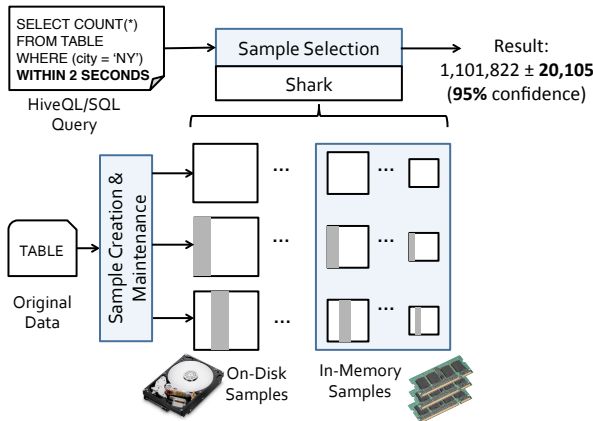 SELECT COUNT(*)
FROM TABLE
WHERE (city = ‘NY’)
WITHIN 2 SECONDS
HiveQL/SQL
Query
Sample Selection
Shark
Result:
1,101,822 ± 20,105
(95% confidence)
...
...
TABLE
Original
Data
Sample Creation &
Maintenance
...
...
...
...
On-Disk
Samples
In-Memory
Samples